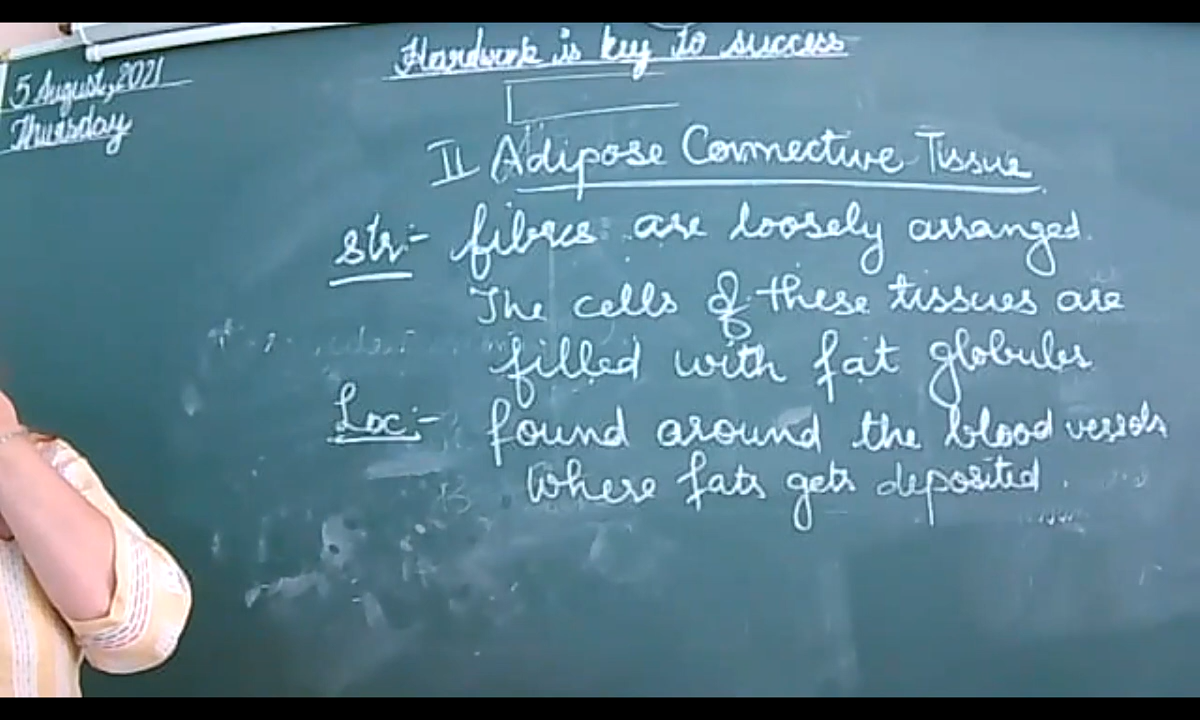 Hardwork is key to success
5 August, 2021
Thursday
II Adipose Connective Tissue
Str:- fibres are loosely arranged.
The cells of these tissues are
filled with fat globules
Loc:- found around the blood vessels
where fats gets deposited.